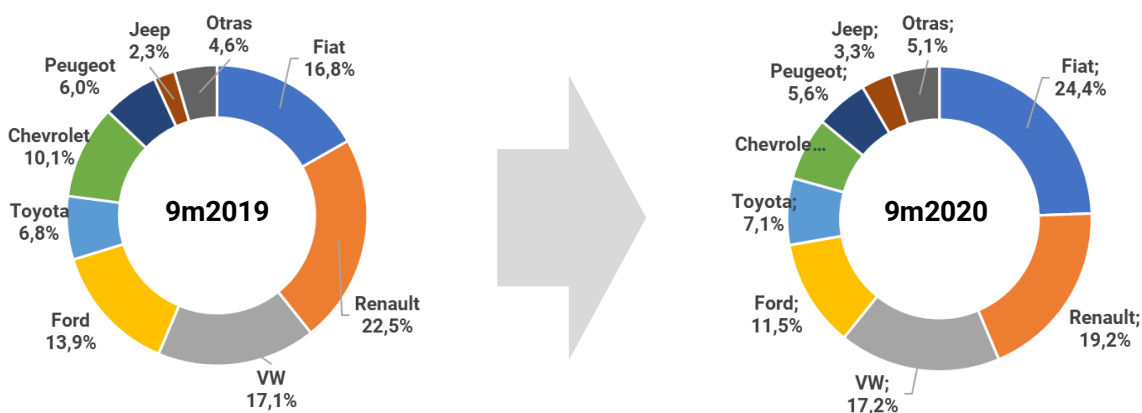 Otras
4,6%
Jeep
2,3%
Fiat
16,8%
Peugeot
6,0%
Chevrolet
10,1%
9m2019
Toyota
6,8%
Renault
22,5%
Ford
13,9%
VW
17,1%
Jeep;
3,3%
Otras;
5,1%
Fiat;
24,4%
Peugeot;
5,6%
Chevrole…
9m2020
Toyota;
7,1%
Ford;
11,5%
Renault;
19,2%
VW;
17,2%